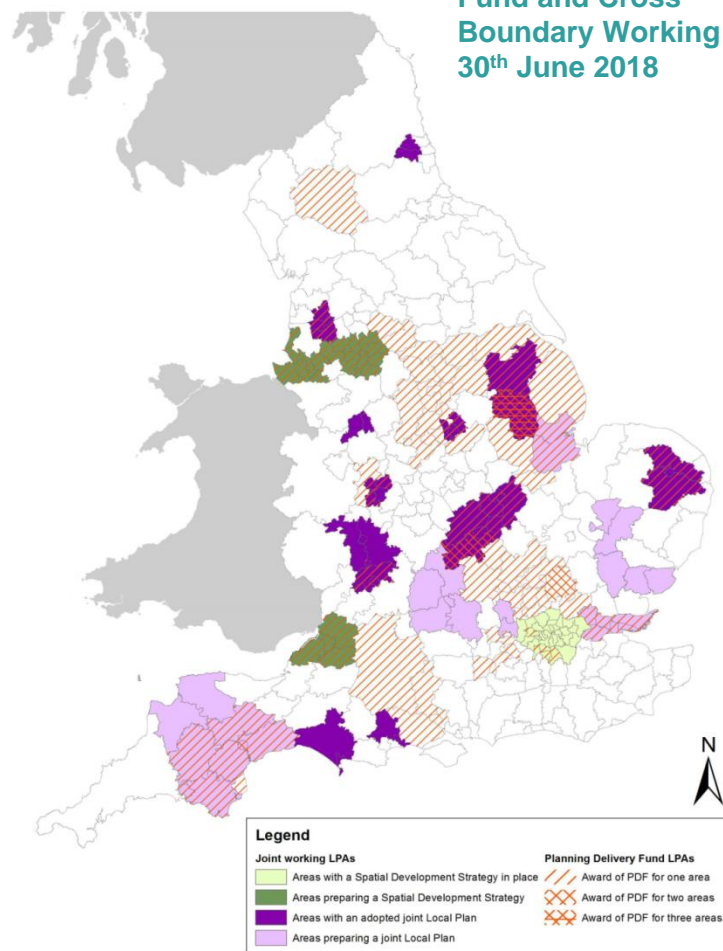 Fund and Cross
Boundary Working
30th June 2018
N
Legend
Joint working LPAs
Areas with a Spatial Development Strategy in place
Areas preparing a Spatial Development Strategy
Areas with an adopted joint Local Plan
Areas preparing a joint Local Plan
Planning Delivery Fund LPAs
Award of PDF for one area
Award of PDF for two areas
Award of PDF for three areas